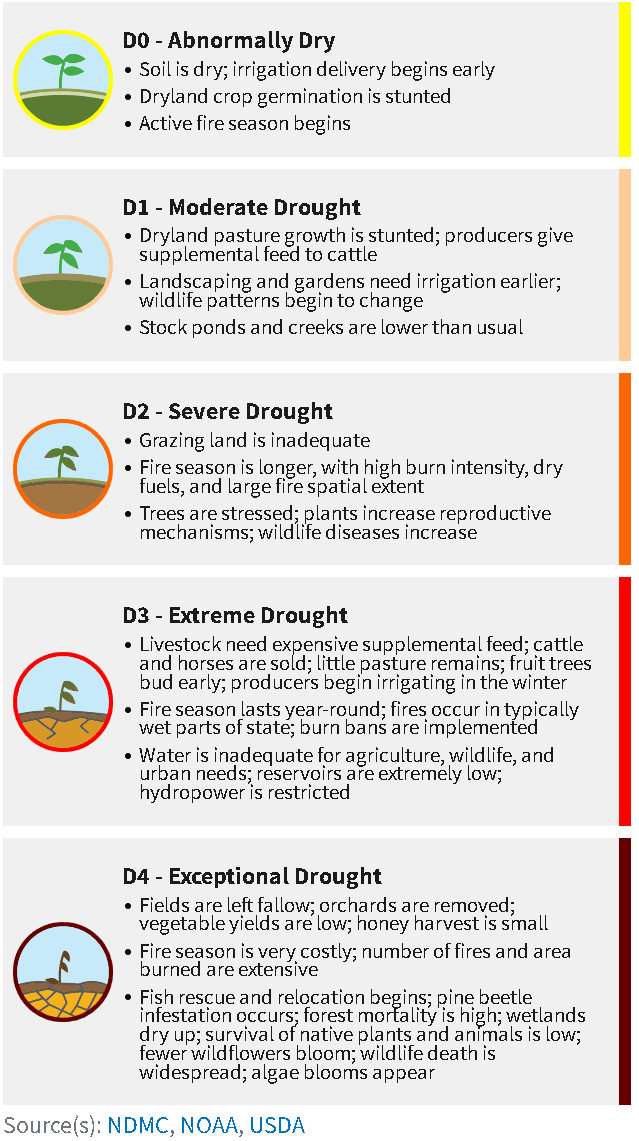 D0 - Abnormally Dry
• Soil is dry; irrigation delivery begins early
• Dryland crop germination is stunted
• Active fire season begins
D1 - Moderate Drought
• Dryland pasture growth is stunted; producers give
supplemental feed to cattle
• Landscaping and gardens need irrigation earlier;
wildlife patterns begin to change
• Stock ponds and creeks are lower than usual
D2 - Severe Drought
• Grazing land is inadequate
• Fire season is longer, with high burn intensity, dry
fuels, and large fire spatial extent
• Trees are stressed; plants increase reproductive
mechanisms; wildlife diseases increase
D3 - Extreme Drought
• Livestock need expensive supplemental feed; cattle
and horses are sold; little pasture remains; fruit trees
bud early; producers begin irrigating in the winter
• Fire season lasts year-round; fires occur in typically
wet parts of state; burn bans are implemented
• Water is inadequate for agriculture, wildlife, and
urban needs; reservoirs are extremely low;
hydropower is restricted
D4 - Exceptional Drought
• Fields are left fallow; orchards are removed;
vegetable yields are low; honey harvest is small
• Fire season is very costly; number of fires and area
burned are extensive
• Fish rescue and relocation begins; pine beetle
infestation occurs; forest mortality is high; wetlands
dry up; survival of native plants and animals is low;
fewer wildflowers bloom; wildlife death is
widespread; algae blooms appear
Source(s): NDMC, NOAA, USDA